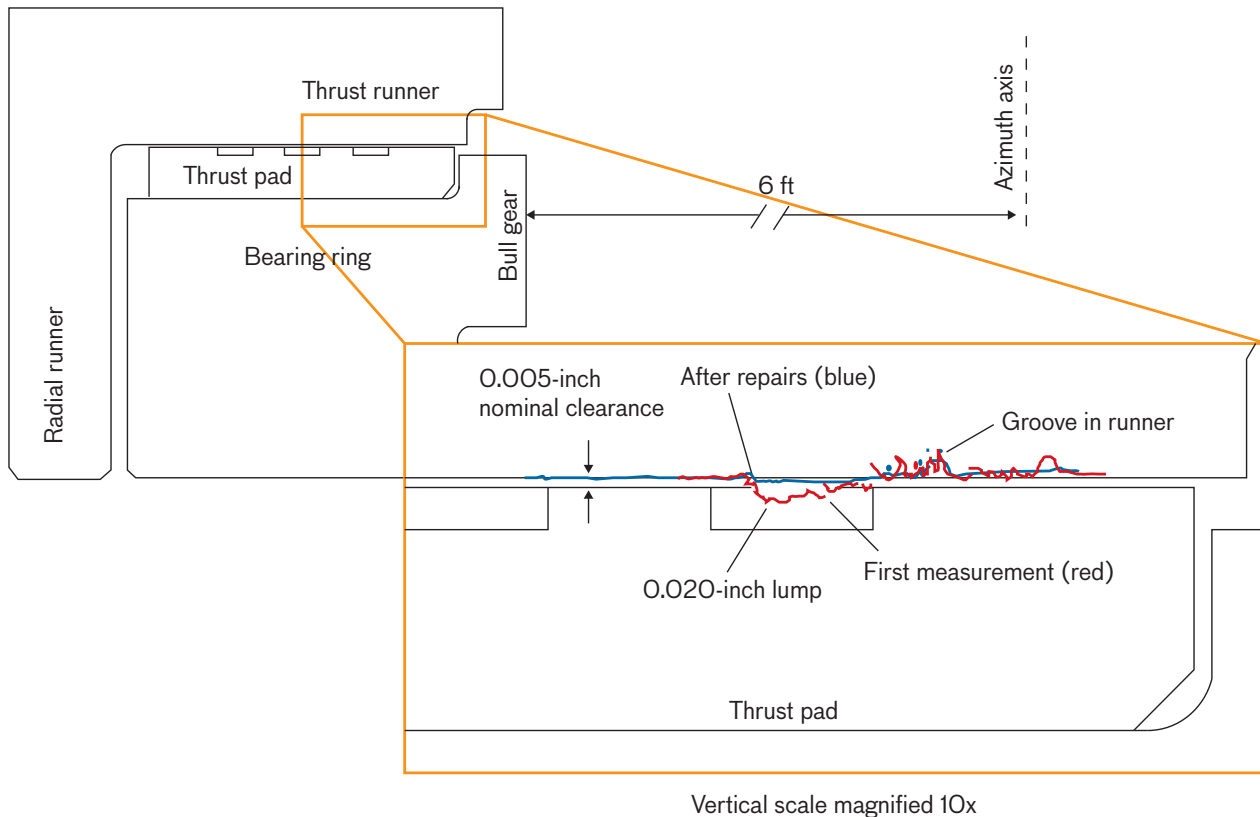 Thrust runner
Azimuth axis
Thrust pad
6 ft
Bull gear
Bearing ring
Radial runner
0.005-inch
nominal clearance
After repairs (blue)
Groove in runner
First measurement (red)
0.020-inch lump
Thrust pad
Vertical scale magnified 10x